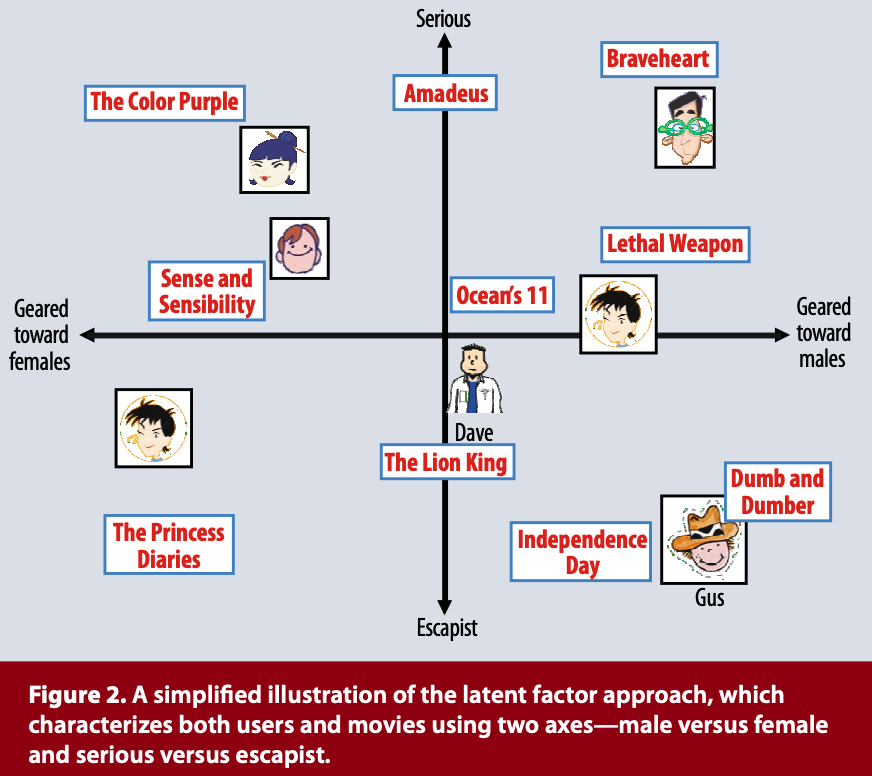 Serious
Braveheart
The Color Purple
Amadeus
Lethal Weapon
Sense and
Sensibility
Ocean's 11
Geared
toward
females
Geared
toward
males
Dave
The Lion King
Dumb and
Dumber
The Princess
Diaries
Independence
Day
Gus
Escapist
Figure 2. A simplified illustration of the latent factor approach, which
characterizes both users and movies using two axes—male versus female
and serious versus escapist.